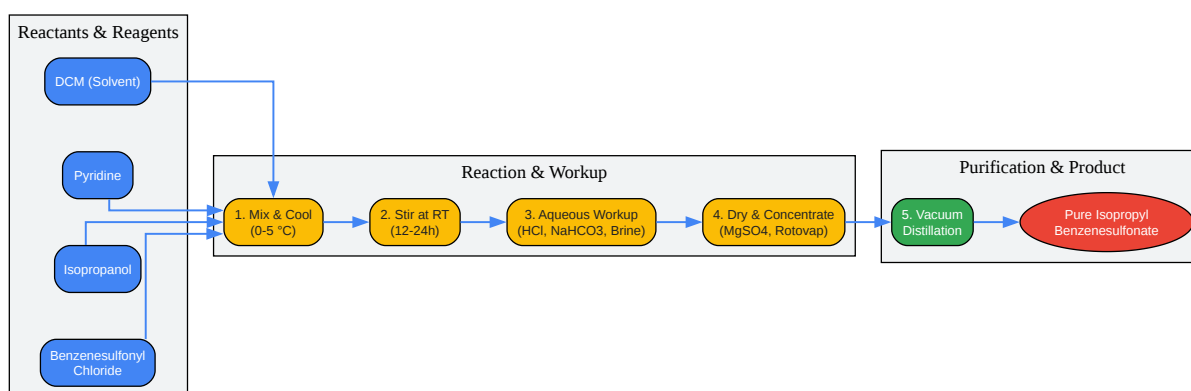 Reactants & Reagents
DCM (Solvent)
Pyridine
Isopropanol
Benzenesulfonyl
Chloride
Reaction & Workup
1. Mix & Cool
(0-5 °C)
2. Stir at RT
(12-24h)
3. Aqueous Workup
(HCl, NaHCO3, Brine)
4. Dry & Concentrate
(MgSO4, Rotovap)
Purification & Product
5. Vacuum
Distillation
Pure Isopropyl
Benzenesulfonate